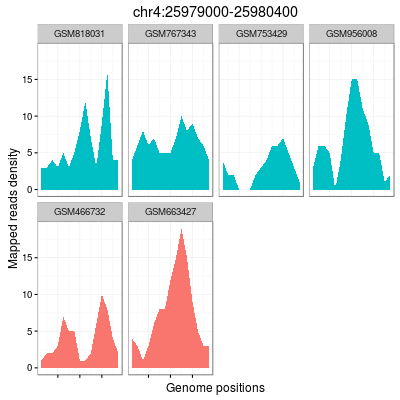 chr4:25979000-25980400
GSM818031 GSM767343 GSM753429 GSM956008
15
10
5
0
GSM466732 GSM663427
15
10
5
0
Mapped reads density
Genome positions